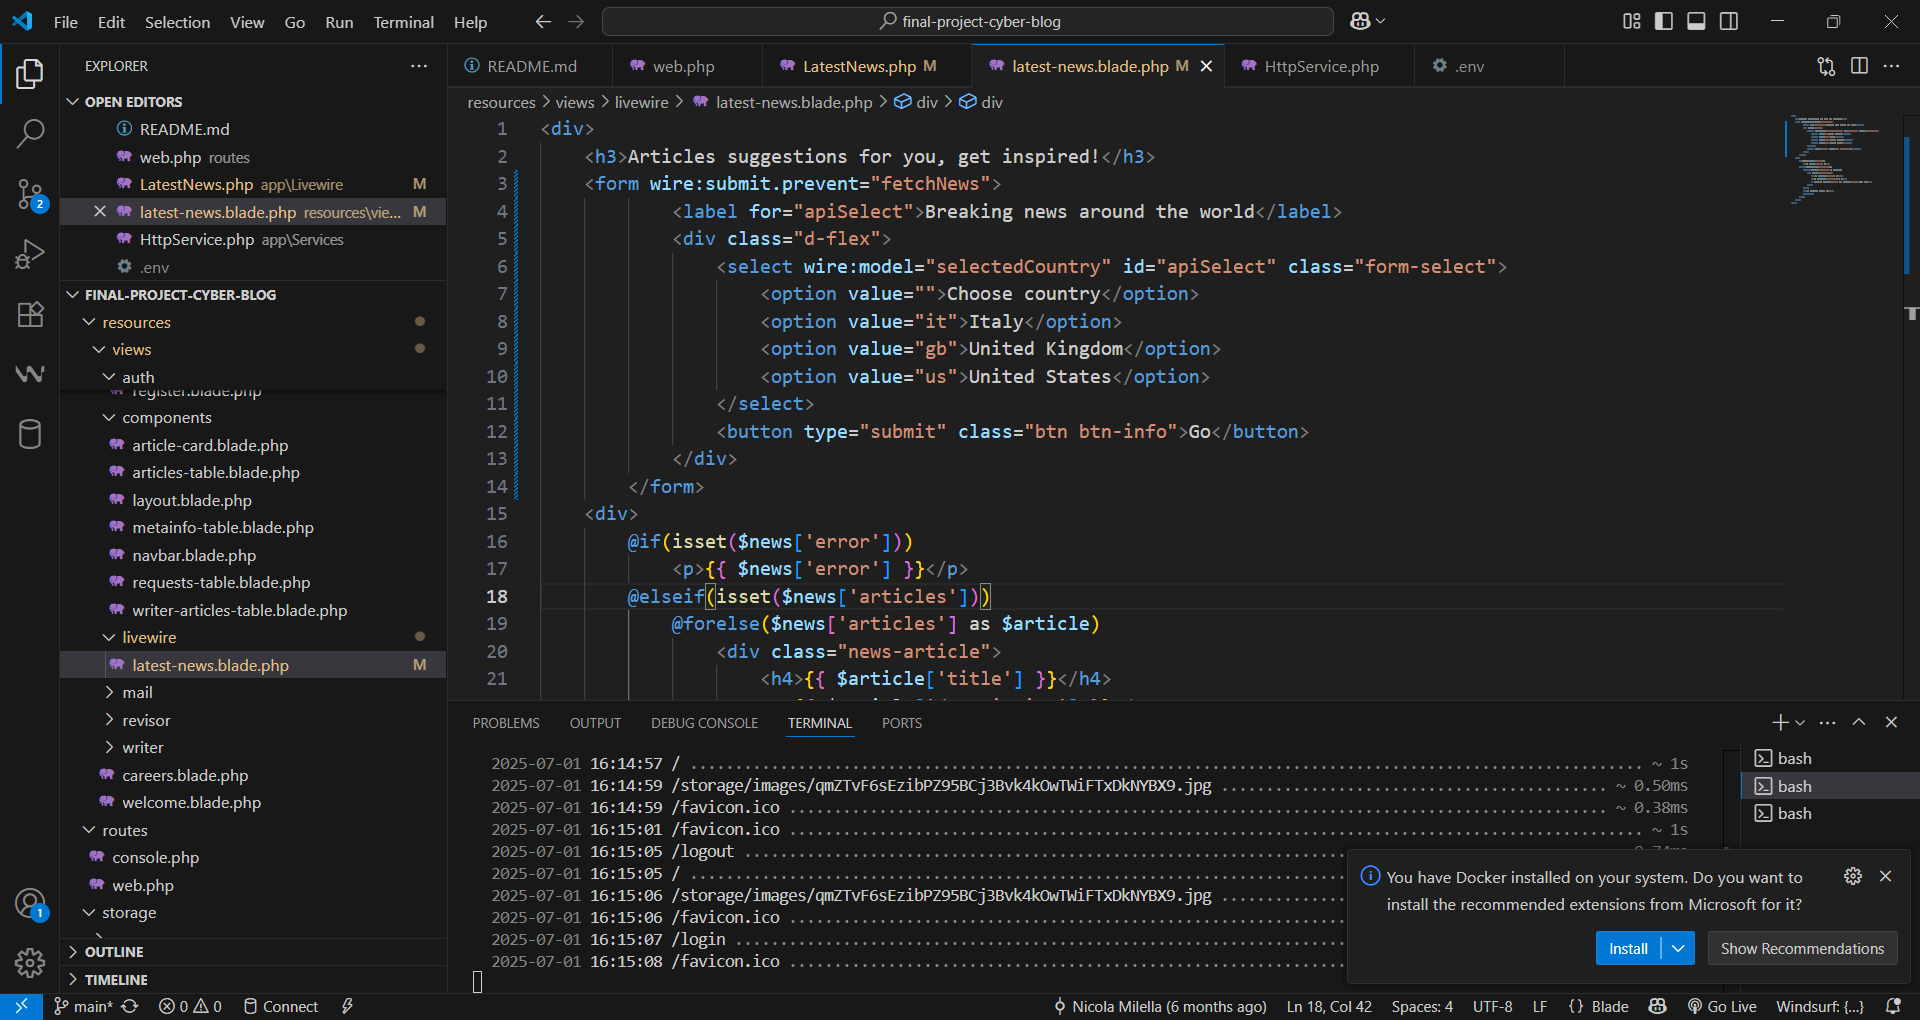 File Edit Selection View Go Run Terminal Help
final-project-cyber-blog
EXPLORER
OPEN EDITORS
README.md
web.php routes
LatestNews.php app\Livewire M
latest-news.blade.php resources\vie... M
HttpService.php app\Services
.env
FINAL-PROJECT-CYBER-BLOG
resources
views
auth
register.blade.php
components
article-card.blade.php
articles-table.blade.php
layout.blade.php
metainfo-table.blade.php
navbar.blade.php
requests-table.blade.php
writer-articles-table.blade.php
livewire
latest-news.blade.php M
mail
revisor
writer
careers.blade.php
welcome.blade.php
routes
console.php
web.php
storage
OUTLINE
TIMELINE
2
1
README.md web.php LatestNews.php M latest-news.blade.php M HttpService.php .env
resources > views > livewire > latest-news.blade.php > div > div
1 <div>
2 <h3>Articles suggestions for you, get inspired!</h3>
3 <form wire:submit.prevent="fetchNews">
4 <label for="apiSelect">Breaking news around the world</label>
5 <div class="d-flex">
6 <select wire:model="selectedCountry" id="apiSelect" class="form-select">
7 <option value="">Choose country</option>
8 <option value="it">Italy</option>
9 <option value="gb">United Kingdom</option>
10 <option value="us">United States</option>
11 </select>
12 <button type="submit" class="btn btn-info">Go</button>
13 </div>
14 </form>
15 <div>
16 @if(isset($news['error']))
17 <p>{{ $news['error'] }}</p>
18 @elseif(isset($news['articles']))
19 @forelse($news['articles'] as $article)
20 <div class="news-article">
21 <h4>{{ $article['title'] }}</h4>
PROBLEMS OUTPUT DEBUG CONSOLE TERMINAL PORTS
2025-07-01 16:14:57 / ........ ~ 1s
2025-07-01 16:14:59 /storage/images/qmZTvF6sEzibPZ95BCj3Bvk4kOwTWiFTxDkNYBX9.jpg ........ ~ 0.50ms
2025-07-01 16:14:59 /favicon.ico ........ ~ 0.38ms
2025-07-01 16:15:01 /favicon.ico ........ ~ 1s
2025-07-01 16:15:05 /logout ........
2025-07-01 16:15:05 / ........
2025-07-01 16:15:06 /storage/images/qmZTvF6sEzibPZ95BCj3Bvk4kOwTWiFTxDkNYBX9.jpg ........
2025-07-01 16:15:06 /favicon.ico ........
2025-07-01 16:15:07 /login ........
2025-07-01 16:15:08 /favicon.ico ........
bash
bash
bash
You have Docker installed on your system. Do you want to
install the recommended extensions from Microsoft for it?
Install Show Recommendations
main* 0 0 Connect Nicola Milella (6 months ago) Ln 18, Col 42 Spaces: 4 UTF-8 LF {} Blade Go Live Windsurf: {...}